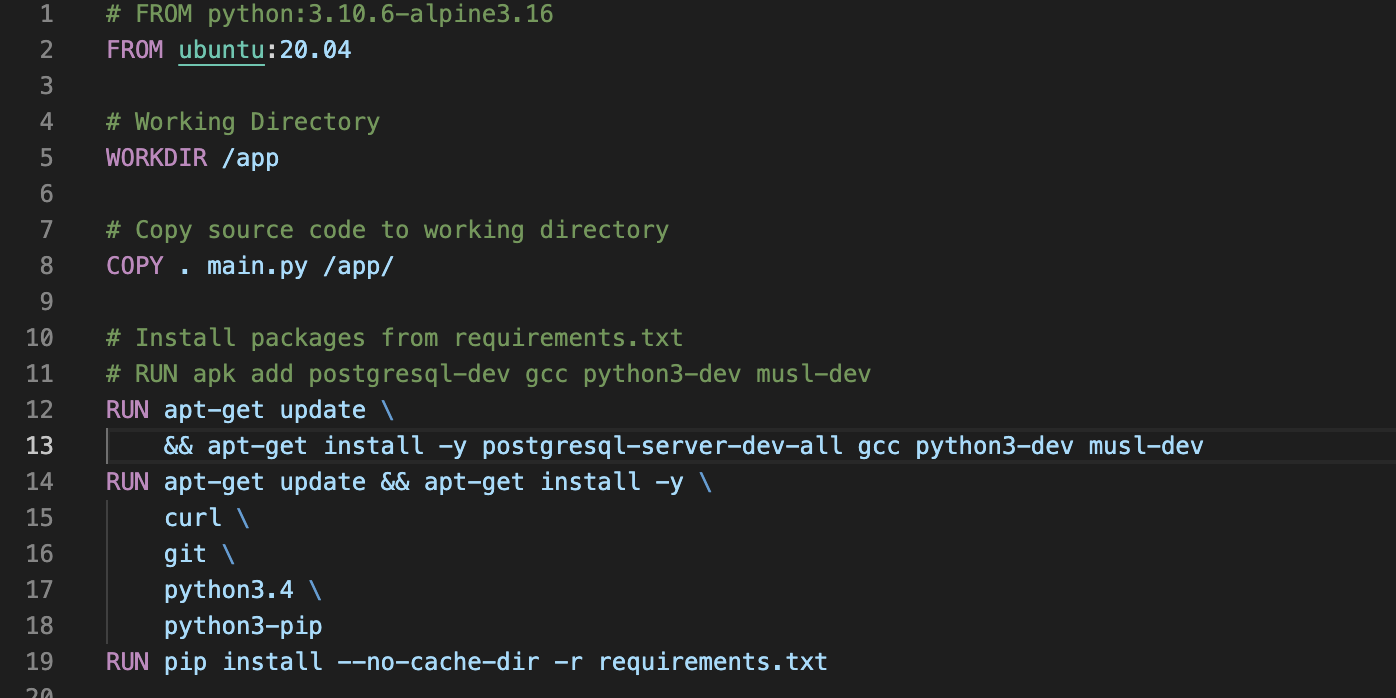 1 # FROM python:3.10.6-alpine3.16
2 FROM ubuntu:20.04
3
4 # Working Directory
5 WORKDIR /app
6
7 # Copy source code to working directory
8 COPY . main.py /app/
9
10 # Install packages from requirements.txt
11 # RUN apk add postgresql-dev gcc python3-dev musl-dev
12 RUN apt-get update \
13     && apt-get install -y postgresql-server-dev-all gcc python3-dev musl-dev
14 RUN apt-get update && apt-get install -y \
15     curl \
16     git \
17     python3.4 \
18     python3-pip
19 RUN pip install --no-cache-dir -r requirements.txt
20